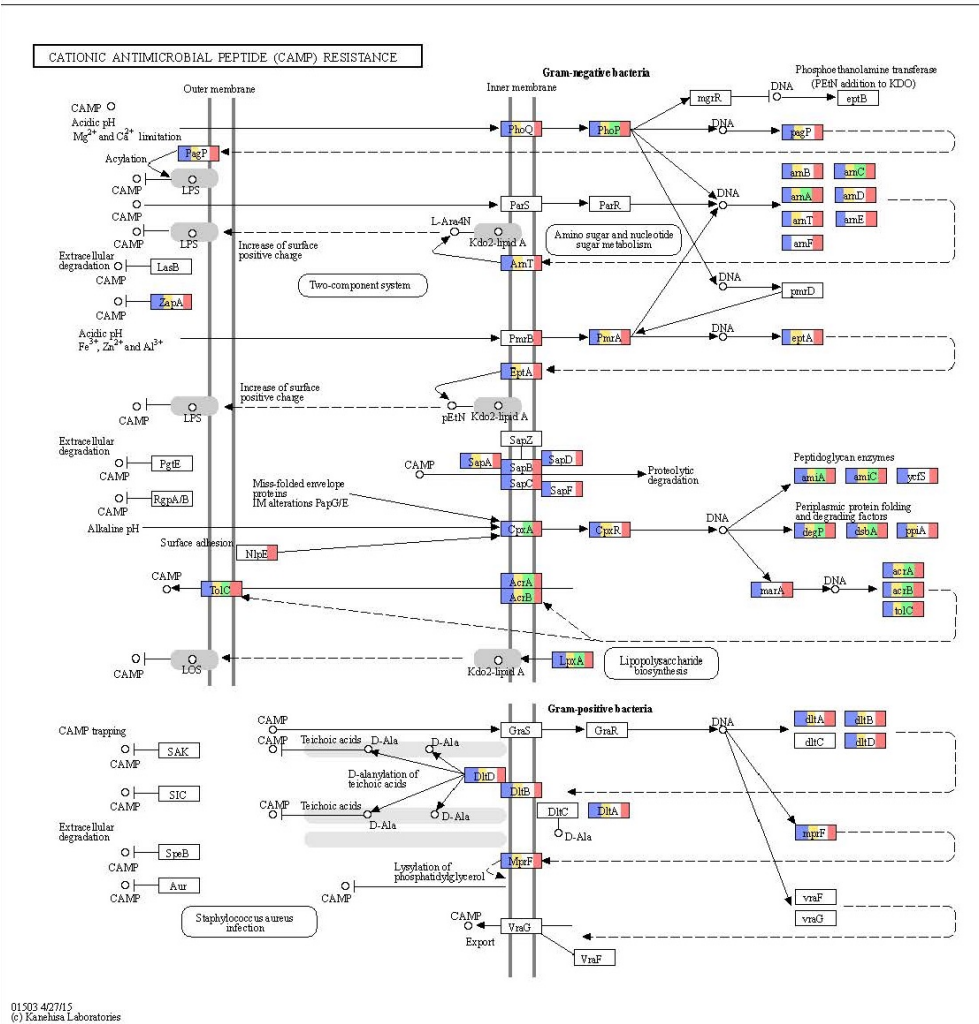 CATIONIC ANTIMICROBIAL PEPTIDE (CAMP) RESISTANCE
Gram-negative bacteria
Outer membrane
Inner membrane
Phosphoethanolamine transferase
(PEtN addition to KDO)
CAMP
mgrR
DNA
eptB
Acidic pH
Mg2+ and Ca2+ limitation
PhoQ
PhoP
DNA
pagP
Acylation
PagP
CAMP
LPS
arnB
arnC
arnA
arnD
arnT
arnE
arnF
CAMP
ParS
ParR
DNA
CAMP
LPS
Increase of surface
positive charge
L-Ara4N
Kdo2-lipid A
Amino sugar and nucleotide
sugar metabolism
ArnT
Extracellular
degradation
CAMP
LasB
Two-component system
DNA
pmrD
CAMP
ZapA
Acidic pH
Fe3+, Zn2+ and Al3+
PmrB
PmrA
DNA
eptA
EptA
Increase of surface
positive charge
CAMP
LPS
pEtN
Kdo2-lipid A
Extracellular
degradation
CAMP
PgtE
CAMP
SapZ
SapA
SapB
SapC
SapD
SapF
Proteolytic
degradation
Peptidoglycan enzymes
amiA
amiC
ycfS
CAMP
RgpA/B
Miss-folded envelope
proteins
IM alterations PapG/E
Periplasmic protein folding
and degrading factors
Alkaline pH
CpxA
CpxR
DNA
degP
dsbA
ppiA
Surface adhesion
NlpE
CAMP
TolC
AcrA
AcrB
marA
DNA
acrA
acrB
tolC
CAMP
LOS
Kdo2-lipid A
LpxA
Lipopolysaccharide
biosynthesis
Gram-positive bacteria
CAMP trapping
CAMP
GraS
GraR
DNA
dltA
dltB
dltC
dltD
CAMP
SAK
CAMP
Teichoic acids
D-Ala
D-Ala
D-alanylation of
teichoic acids
DltD
DltB
CAMP
SIC
CAMP
Teichoic acids
D-Ala
D-Ala
DltC
DltA
D-Ala
Extracellular
degradation
CAMP
SpeB
mprF
MprF
Lysylation of
phosphatidylglycerol
CAMP
Aur
CAMP
vraF
vraG
Staphylococcus aureus
infection
CAMP
Export
VraG
VraF
01503 4/27/15
(c) Kanehisa Laboratories